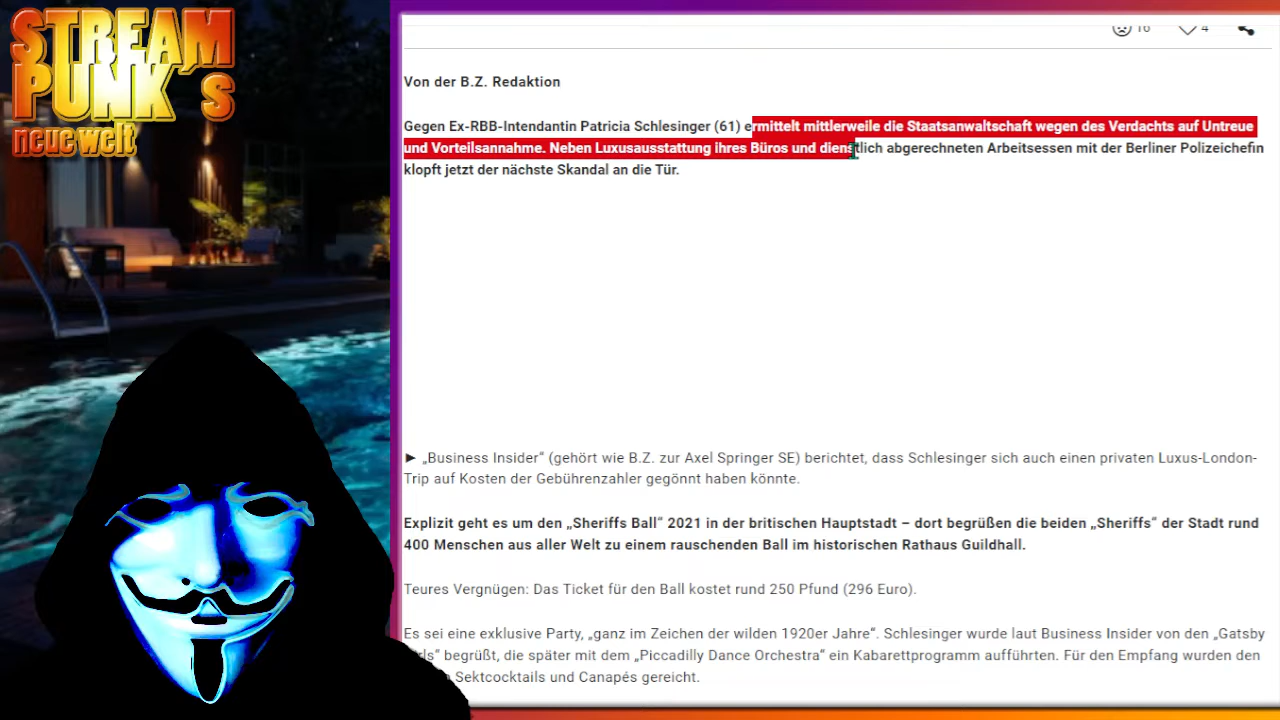 STREAM
PUNK´s
neue welt
16 4
Von der B.Z. Redaktion
Gegen Ex-RBB-Intendantin Patricia Schlesinger (61) ermittelt mittlerweile die Staatsanwaltschaft wegen des Verdachts auf Untreue
und Vorteilsannahme. Neben Luxusausstattung ihres Büros und dienstlich abgerechneten Arbeitsessen mit der Berliner Polizeichefin
klopft jetzt der nächste Skandal an die Tür.
► „Business Insider“ (gehört wie B.Z. zur Axel Springer SE) berichtet, dass Schlesinger sich auch einen privaten Luxus-London-
Trip auf Kosten der Gebührenzahler gegönnt haben könnte.
Explizit geht es um den „Sheriffs Ball“ 2021 in der britischen Hauptstadt – dort begrüßen die beiden „Sheriffs“ der Stadt rund
400 Menschen aus aller Welt zu einem rauschenden Ball im historischen Rathaus Guildhall.
Teures Vergnügen: Das Ticket für den Ball kostet rund 250 Pfund (296 Euro).
Es sei eine exklusive Party, „ganz im Zeichen der wilden 1920er Jahre“. Schlesinger wurde laut Business Insider von den „Gatsby
begrüßt, die später mit dem „Piccadilly Dance Orchestra“ ein Kabarettprogramm aufführten. Für den Empfang wurden den
Sektcocktails und Canapés gereicht.